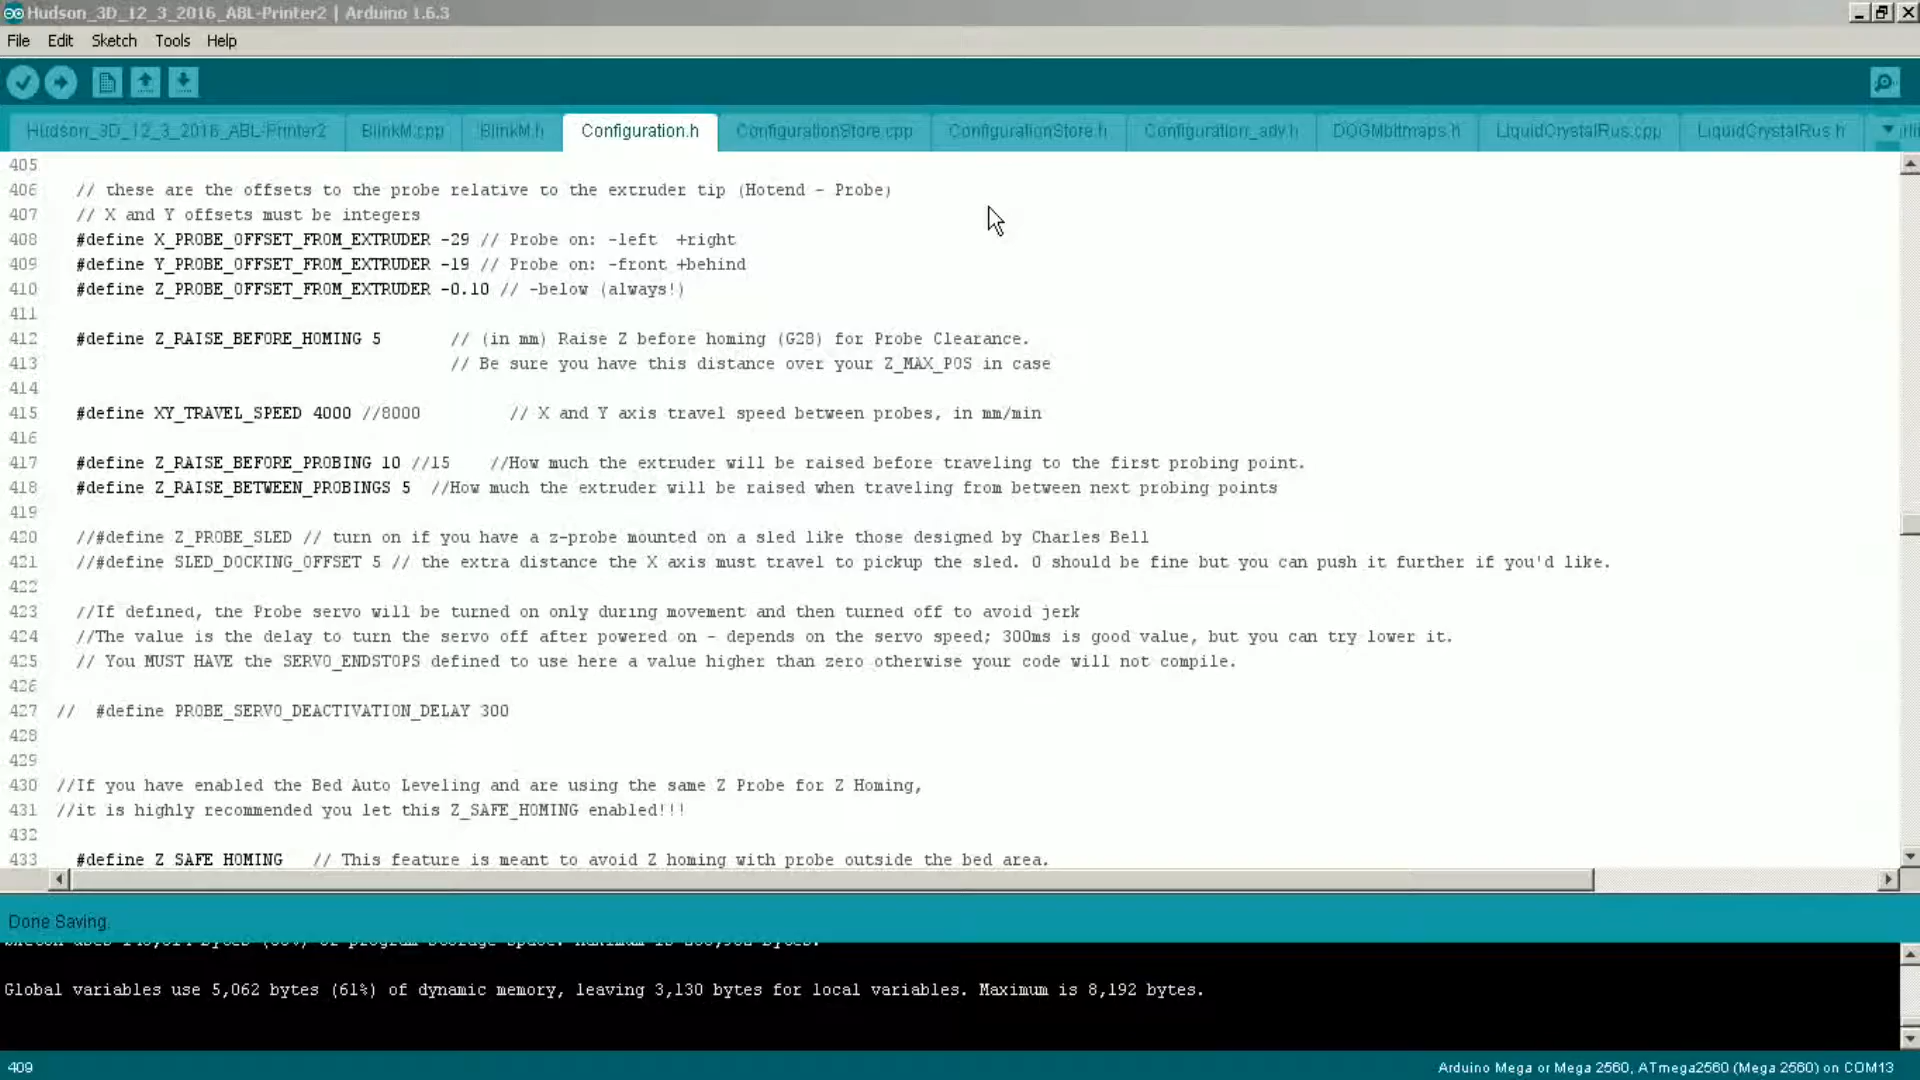 Hudson_3D_12_3_2016_ABL-Printer2 | Arduino 1.6.3
File Edit Sketch Tools Help
Hudson_3D_12_3_2016_ABL-Printer2 BlinkM.cpp BlinkM.h Configuration.h ConfigurationStore.cpp ConfigurationStore.h Configuration_adv.h DOGMbitmaps.h LiquidCrystalRus.cpp LiquidCrystalRus.h
405
406 // these are the offsets to the probe relative to the extruder tip (Hotend - Probe)
407 // X and Y offsets must be integers
408 #define X_PROBE_OFFSET_FROM_EXTRUDER -29 // Probe on: -left +right
409 #define Y_PROBE_OFFSET_FROM_EXTRUDER -19 // Probe on: -front +behind
410 #define Z_PROBE_OFFSET_FROM_EXTRUDER -0.10 // -below (always!)
411
412 #define Z_RAISE_BEFORE_HOMING 5 // (in mm) Raise Z before homing (G28) for Probe Clearance.
413 // Be sure you have this distance over your Z_MAX_POS in case
414
415 #define XY_TRAVEL_SPEED 4000 //8000 // X and Y axis travel speed between probes, in mm/min
416
417 #define Z_RAISE_BEFORE_PROBING 10 //15 //How much the extruder will be raised before traveling to the first probing point.
418 #define Z_RAISE_BETWEEN_PROBINGS 5 //How much the extruder will be raised when traveling from between next probing points
419
420 //#define Z_PROBE_SLED // turn on if you have a z-probe mounted on a sled like those designed by Charles Bell
421 //#define SLED_DOCKING_OFFSET 5 // the extra distance the X axis must travel to pickup the sled. 0 should be fine but you can push it further if you'd like.
422
423 //If defined, the Probe servo will be turned on only during movement and then turned off to avoid jerk
424 //The value is the delay to turn the servo off after powered on - depends on the servo speed; 300ms is good value, but you can try lower it.
425 // You MUST HAVE the SERVO_ENDSTOPS defined to use here a value higher than zero otherwise your code will not compile.
426
427 // #define PROBE_SERVO_DEACTIVATION_DELAY 300
428
429
430 //If you have enabled the Bed Auto Leveling and are using the same Z Probe for Z Homing,
431 //it is highly recommended you let this Z_SAFE_HOMING enabled!!!
432
433 #define Z_SAFE_HOMING // This feature is meant to avoid Z homing with probe outside the bed area.
Done Saving.
Global variables use 5,062 bytes (61%) of dynamic memory, leaving 3,130 bytes for local variables. Maximum is 8,192 bytes.
409
Arduino Mega or Mega 2560, ATmega2560 (Mega 2560) on COM13